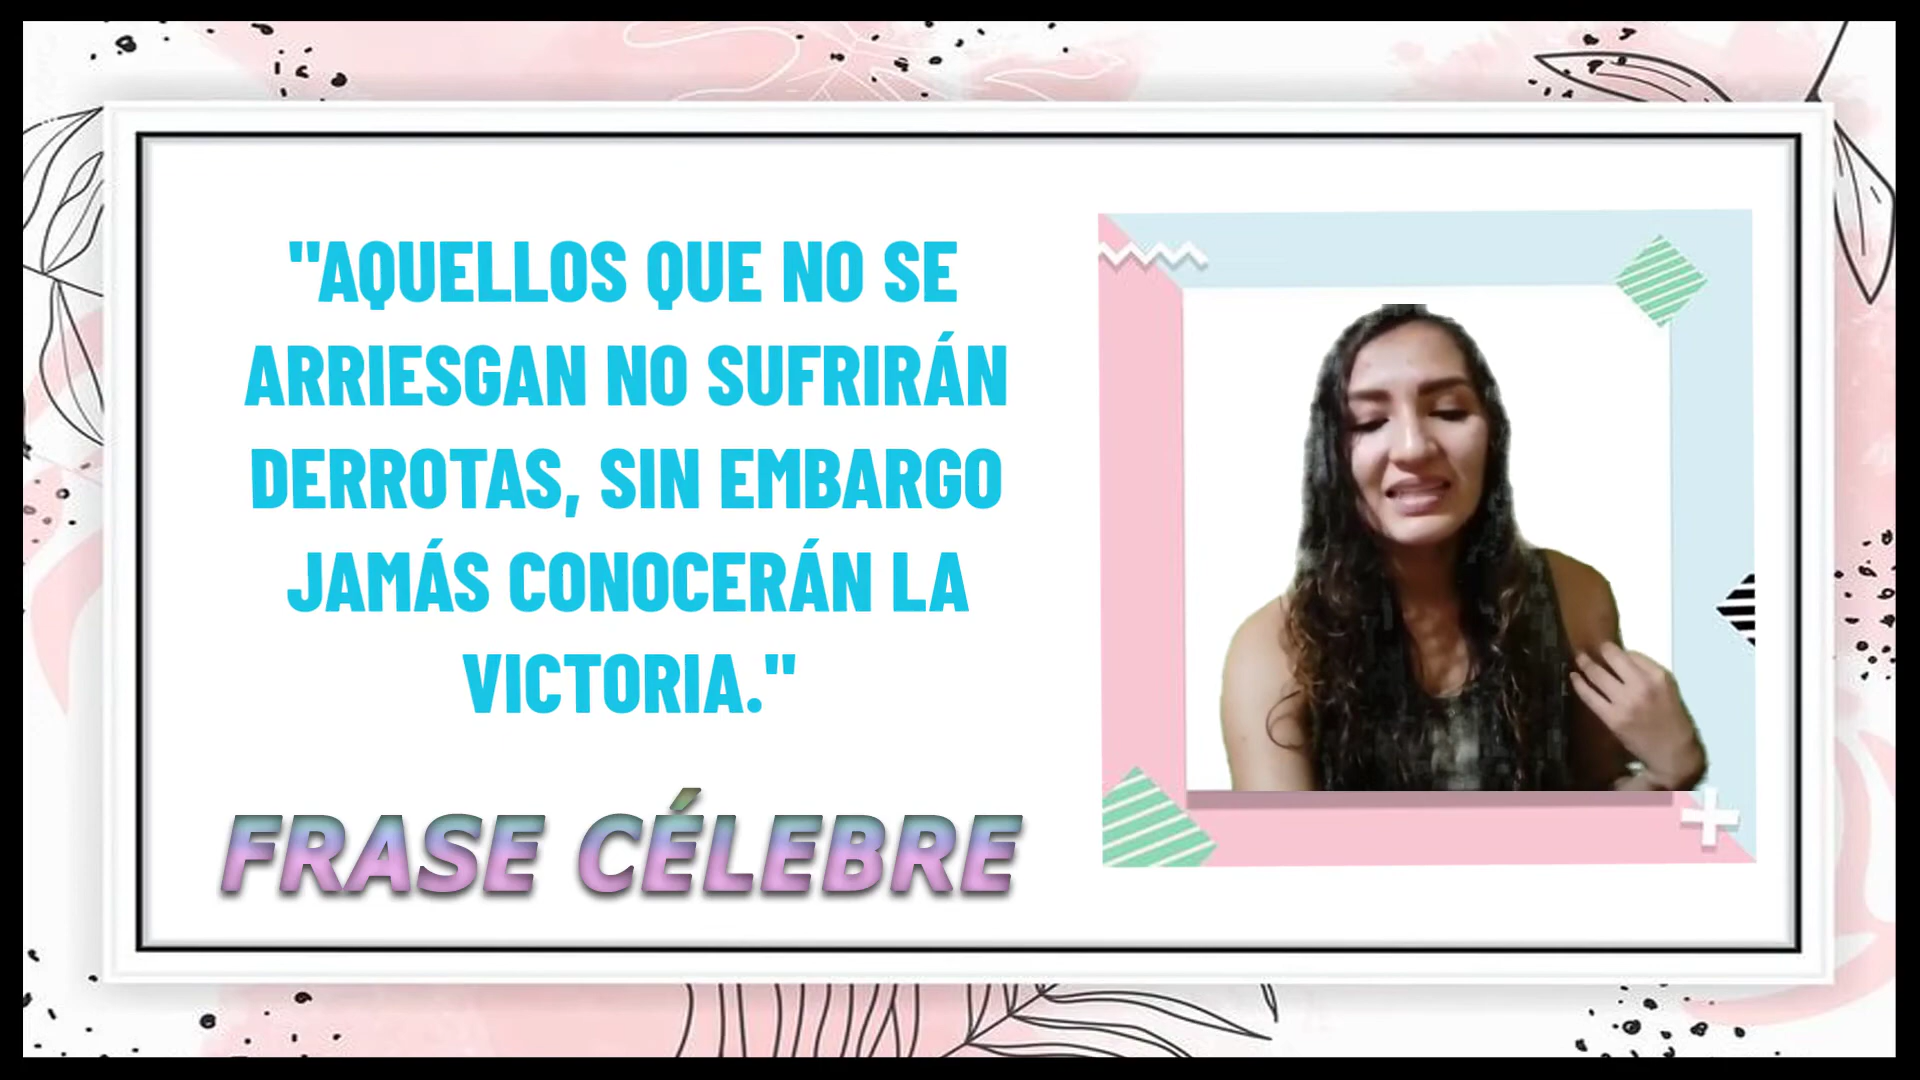 "AQUELLOS QUE NO SE
ARRIESGAN NO SUFRIRÁN
DERROTAS, SIN EMBARGO
JAMÁS CONOCERÁN LA
VICTORIA."
FRASE CÉLEBRE